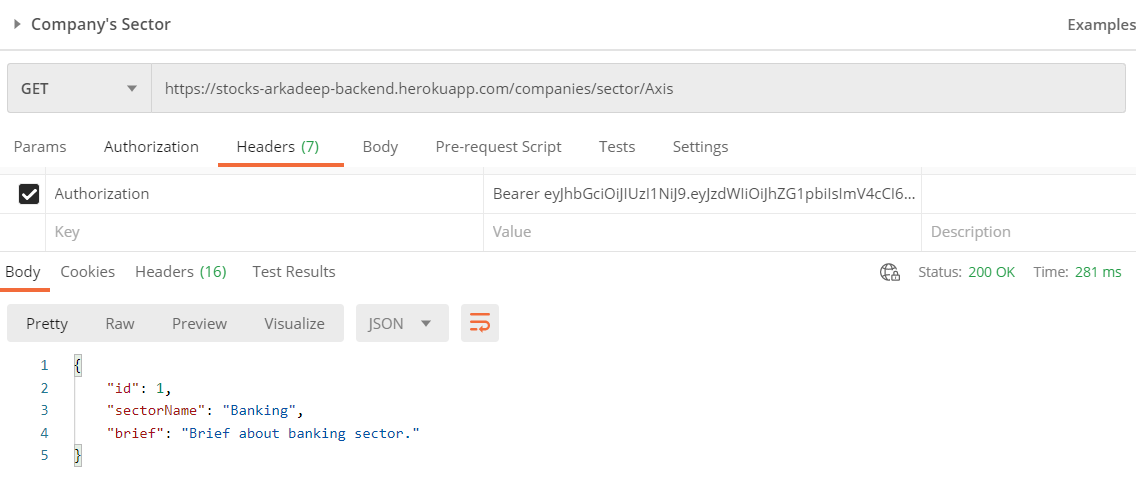 Company's Sector Examples
GET https://stocks-arkadeep-backend.herokuapp.com/companies/sector/Axis
Params Authorization Headers (7) Body Pre-request Script Tests Settings
Authorization Bearer eyJhbGciOiJIUzI1NiJ9.eyJzdWIiOiJhZG1pbiIsImV4cCI6...
Key Value Description
Body Cookies Headers (16) Test Results Status: 200 OK Time: 281 ms
Pretty Raw Preview Visualize JSON
1 {
2 "id": 1,
3 "sectorName": "Banking",
4 "brief": "Brief about banking sector."
5 }